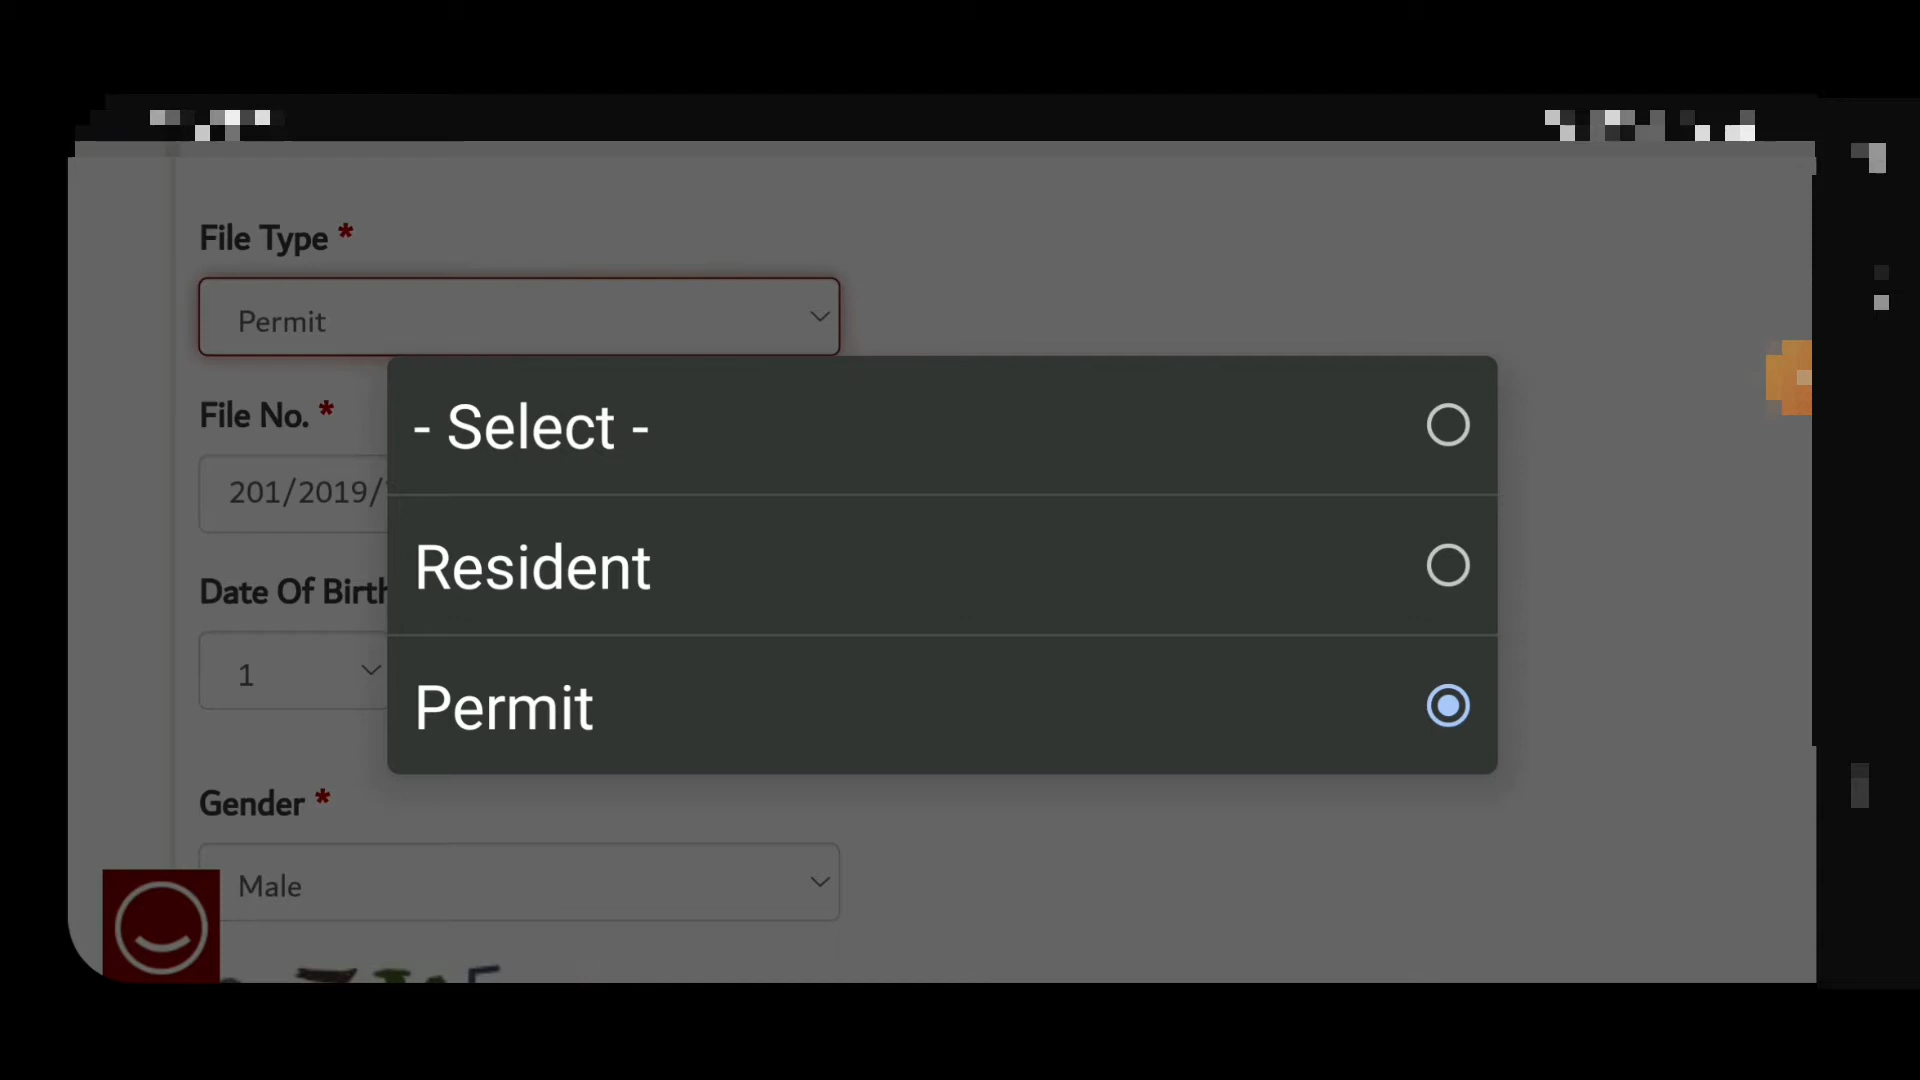 File Type *
Permit
- Select -
File No. *
201/2019/
Resident
Date Of Birth
1
Permit
Gender *
Male